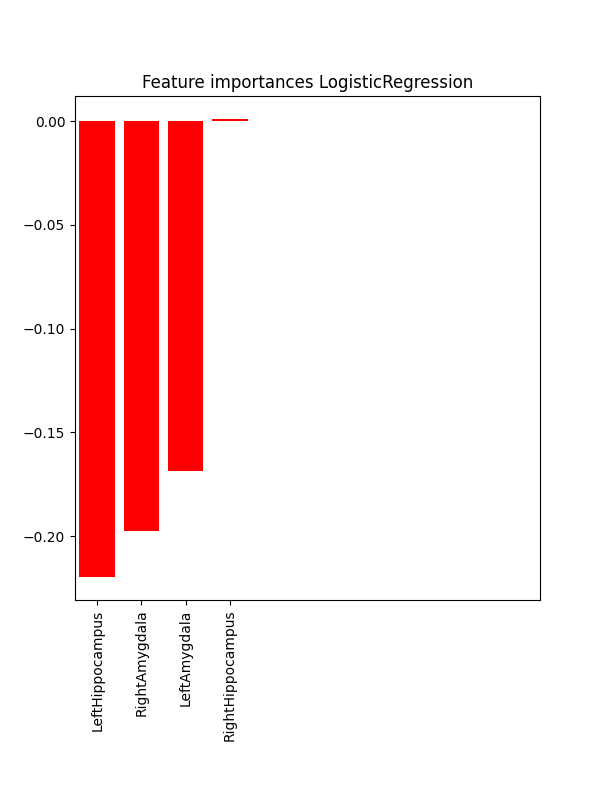 Feature importances LogisticRegression
0.00
−0.05
−0.10
−0.15
−0.20
LeftHippocampus
RightAmygdala
LeftAmygdala
RightHippocampus